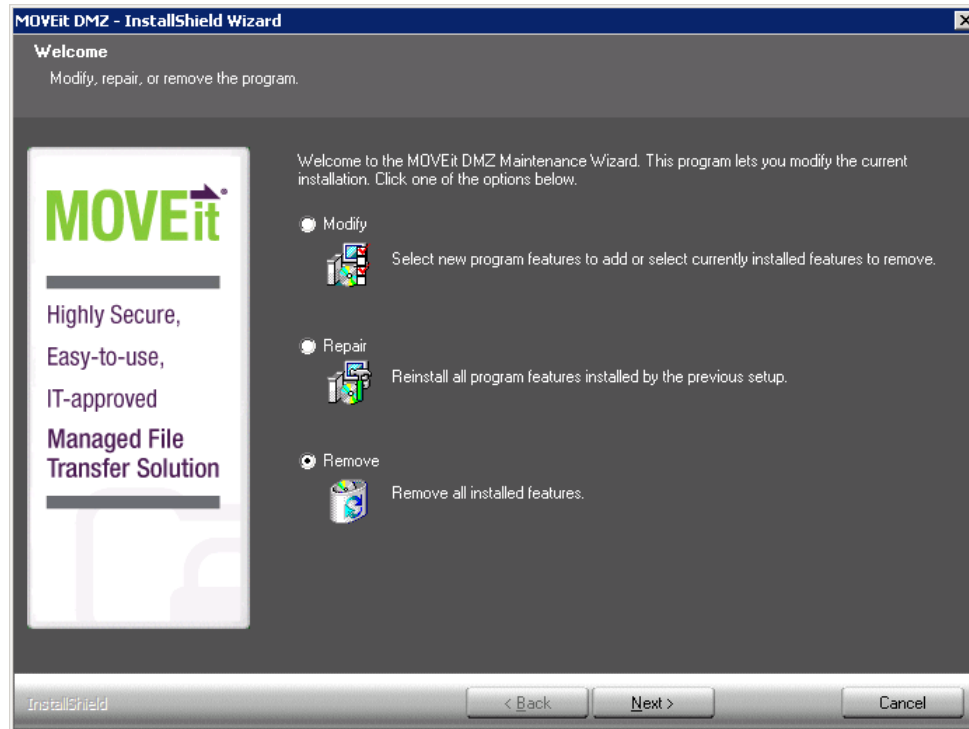 MOVEit DMZ - InstallShield Wizard
Welcome
Modify, repair, or remove the program.
MOVEit®
Highly Secure,
Easy-to-use,
IT-approved
Managed File
Transfer Solution
Welcome to the MOVEit DMZ Maintenance Wizard. This program lets you modify the current
installation. Click one of the options below.
Modify
Select new program features to add or select currently installed features to remove.
Repair
Reinstall all program features installed by the previous setup.
Remove
Remove all installed features.
InstallShield
< Back
Next >
Cancel